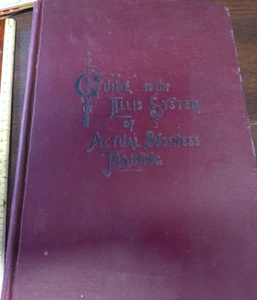 GUIDE TO THE
ELLIS SYSTEM
OF
ACTUAL BUSINESS
TRAINING.